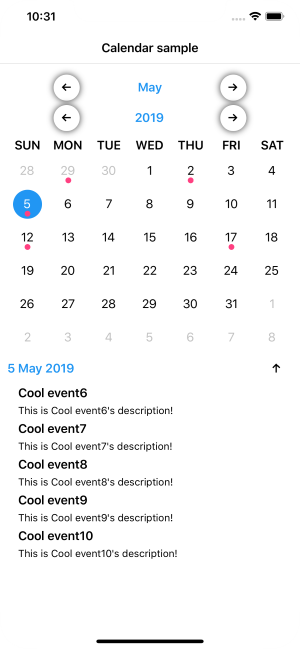 10:31
Calendar sample
May
2019
SUN MON TUE WED THU FRI SAT
28 29 30 1 2 3 4
5 6 7 8 9 10 11
12 13 14 15 16 17 18
19 20 21 22 23 24 25
26 27 28 29 30 31 1
2 3 4 5 6 7 8
5 May 2019
Cool event6
This is Cool event6's description!
Cool event7
This is Cool event7's description!
Cool event8
This is Cool event8's description!
Cool event9
This is Cool event9's description!
Cool event10
This is Cool event10's description!